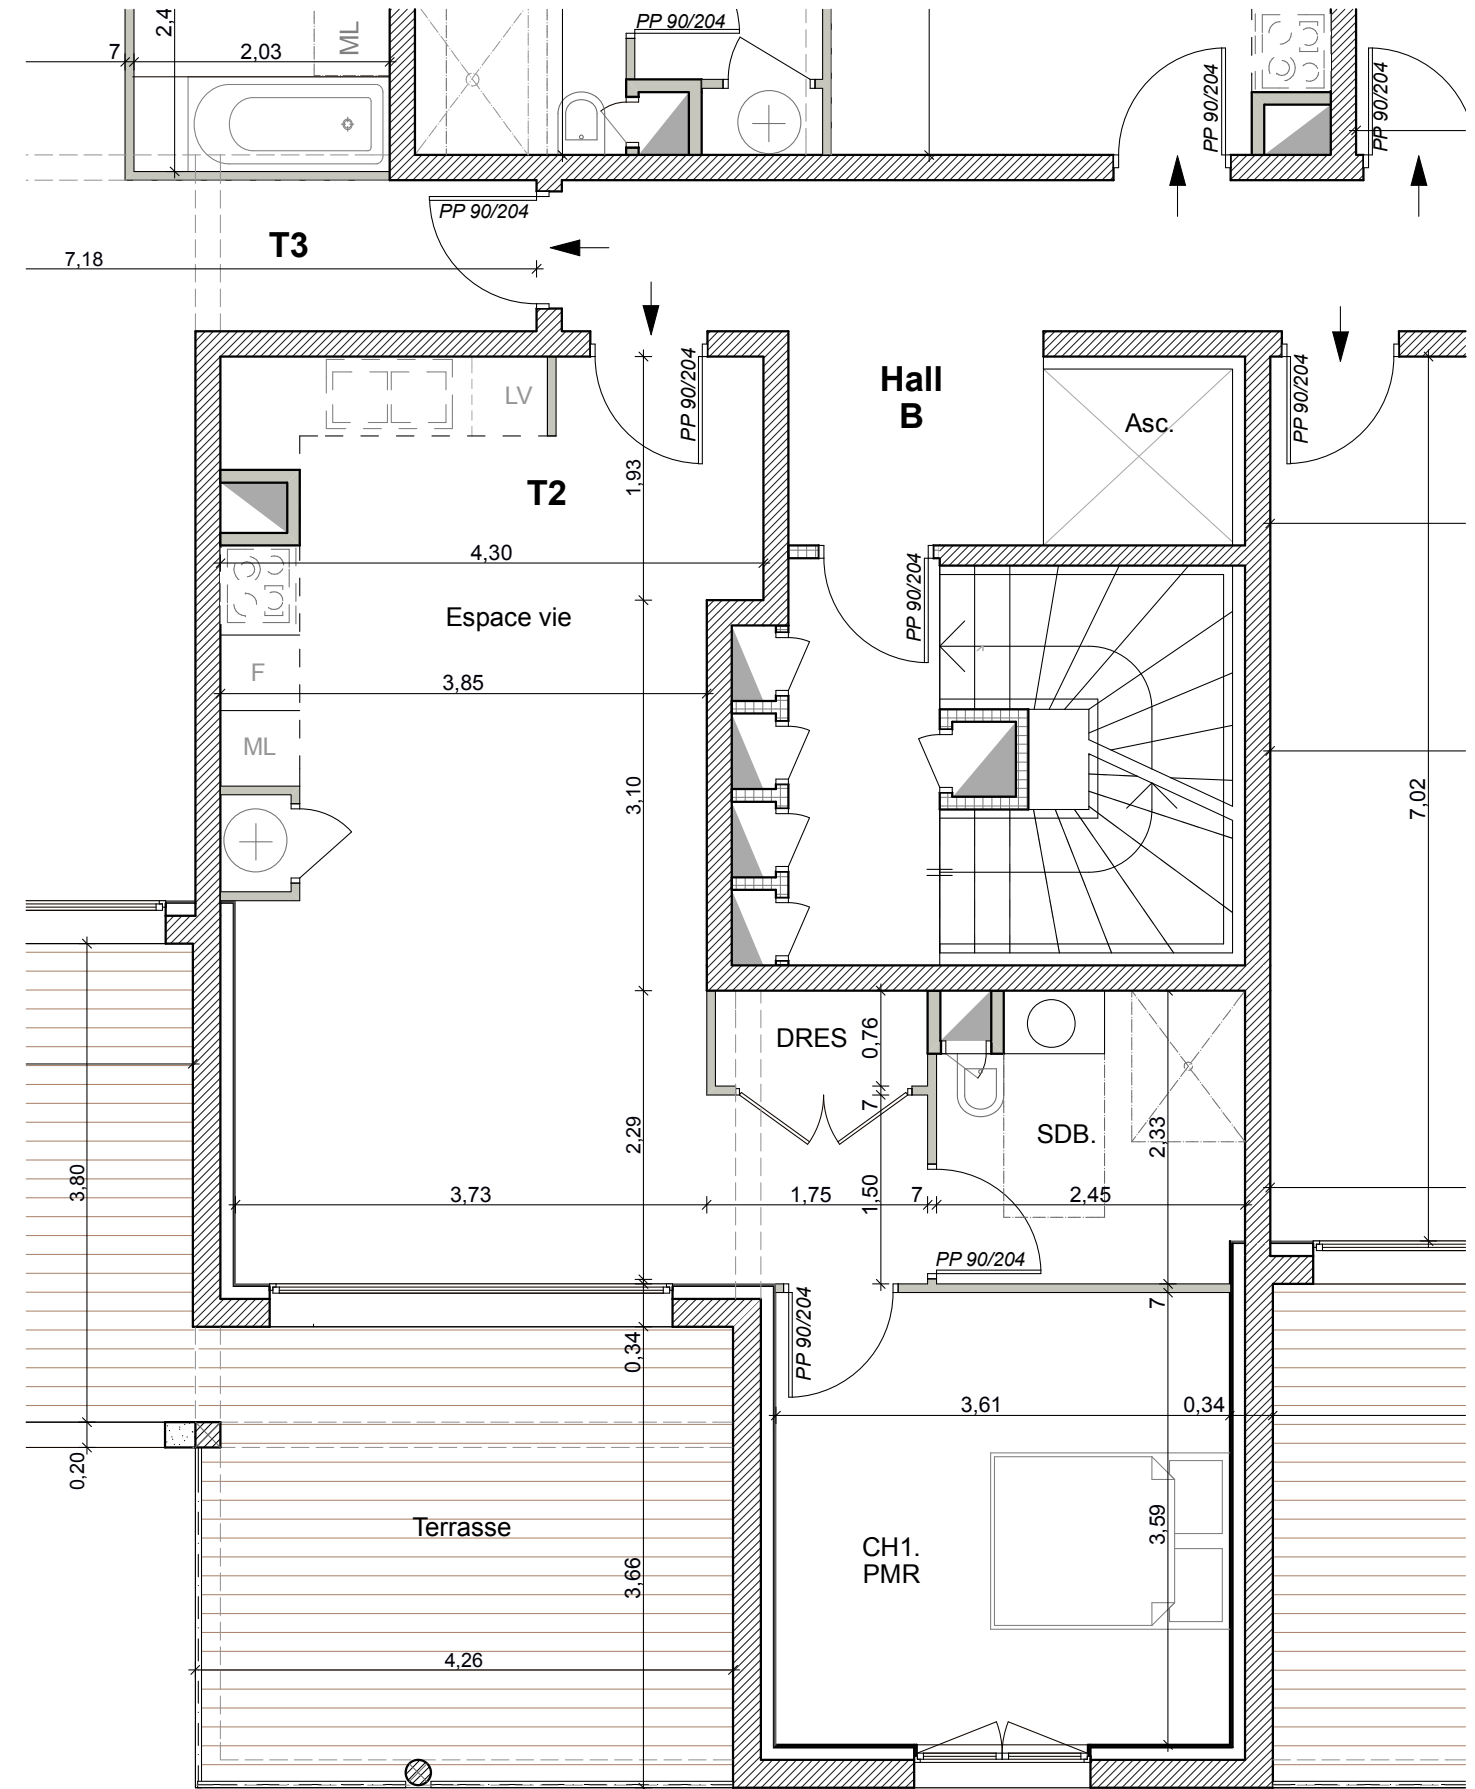 2,4
ML
PP 90/204
7
2,03
PP 90/204
PP 90/204
PP 90/204
T3
7,18
LV
PP 90/204
Hall
B
Asc.
PP 90/204
1,93
T2
4,30
PP 90/204
Espace vie
F
3,85
ML
3,10
7,02
DRES
0,76
7
SDB.
2,33
2,29
3,80
3,73
1,75
1,50
7
2,45
PP 90/204
7
PP 90/204
0,34
3,61
0,34
0,20
Terrasse
3,59
CH1.
PMR
3,66
4,26